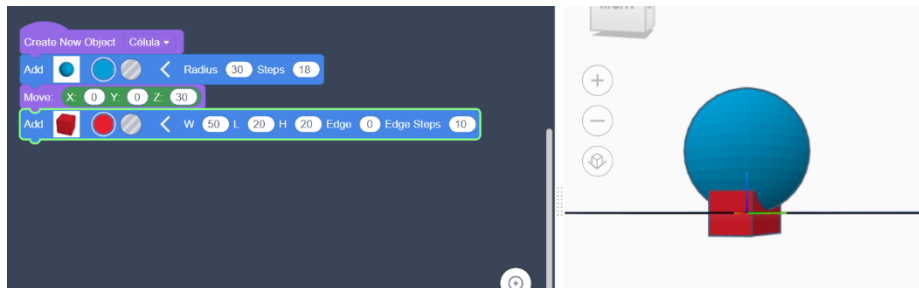 Create New Object Célula
Add Radius 30 Steps 18
Move: X: 0 Y: 0 Z: 30
Add W 50 L 20 H 20 Edge 0 Edge Steps 10
RIGHT